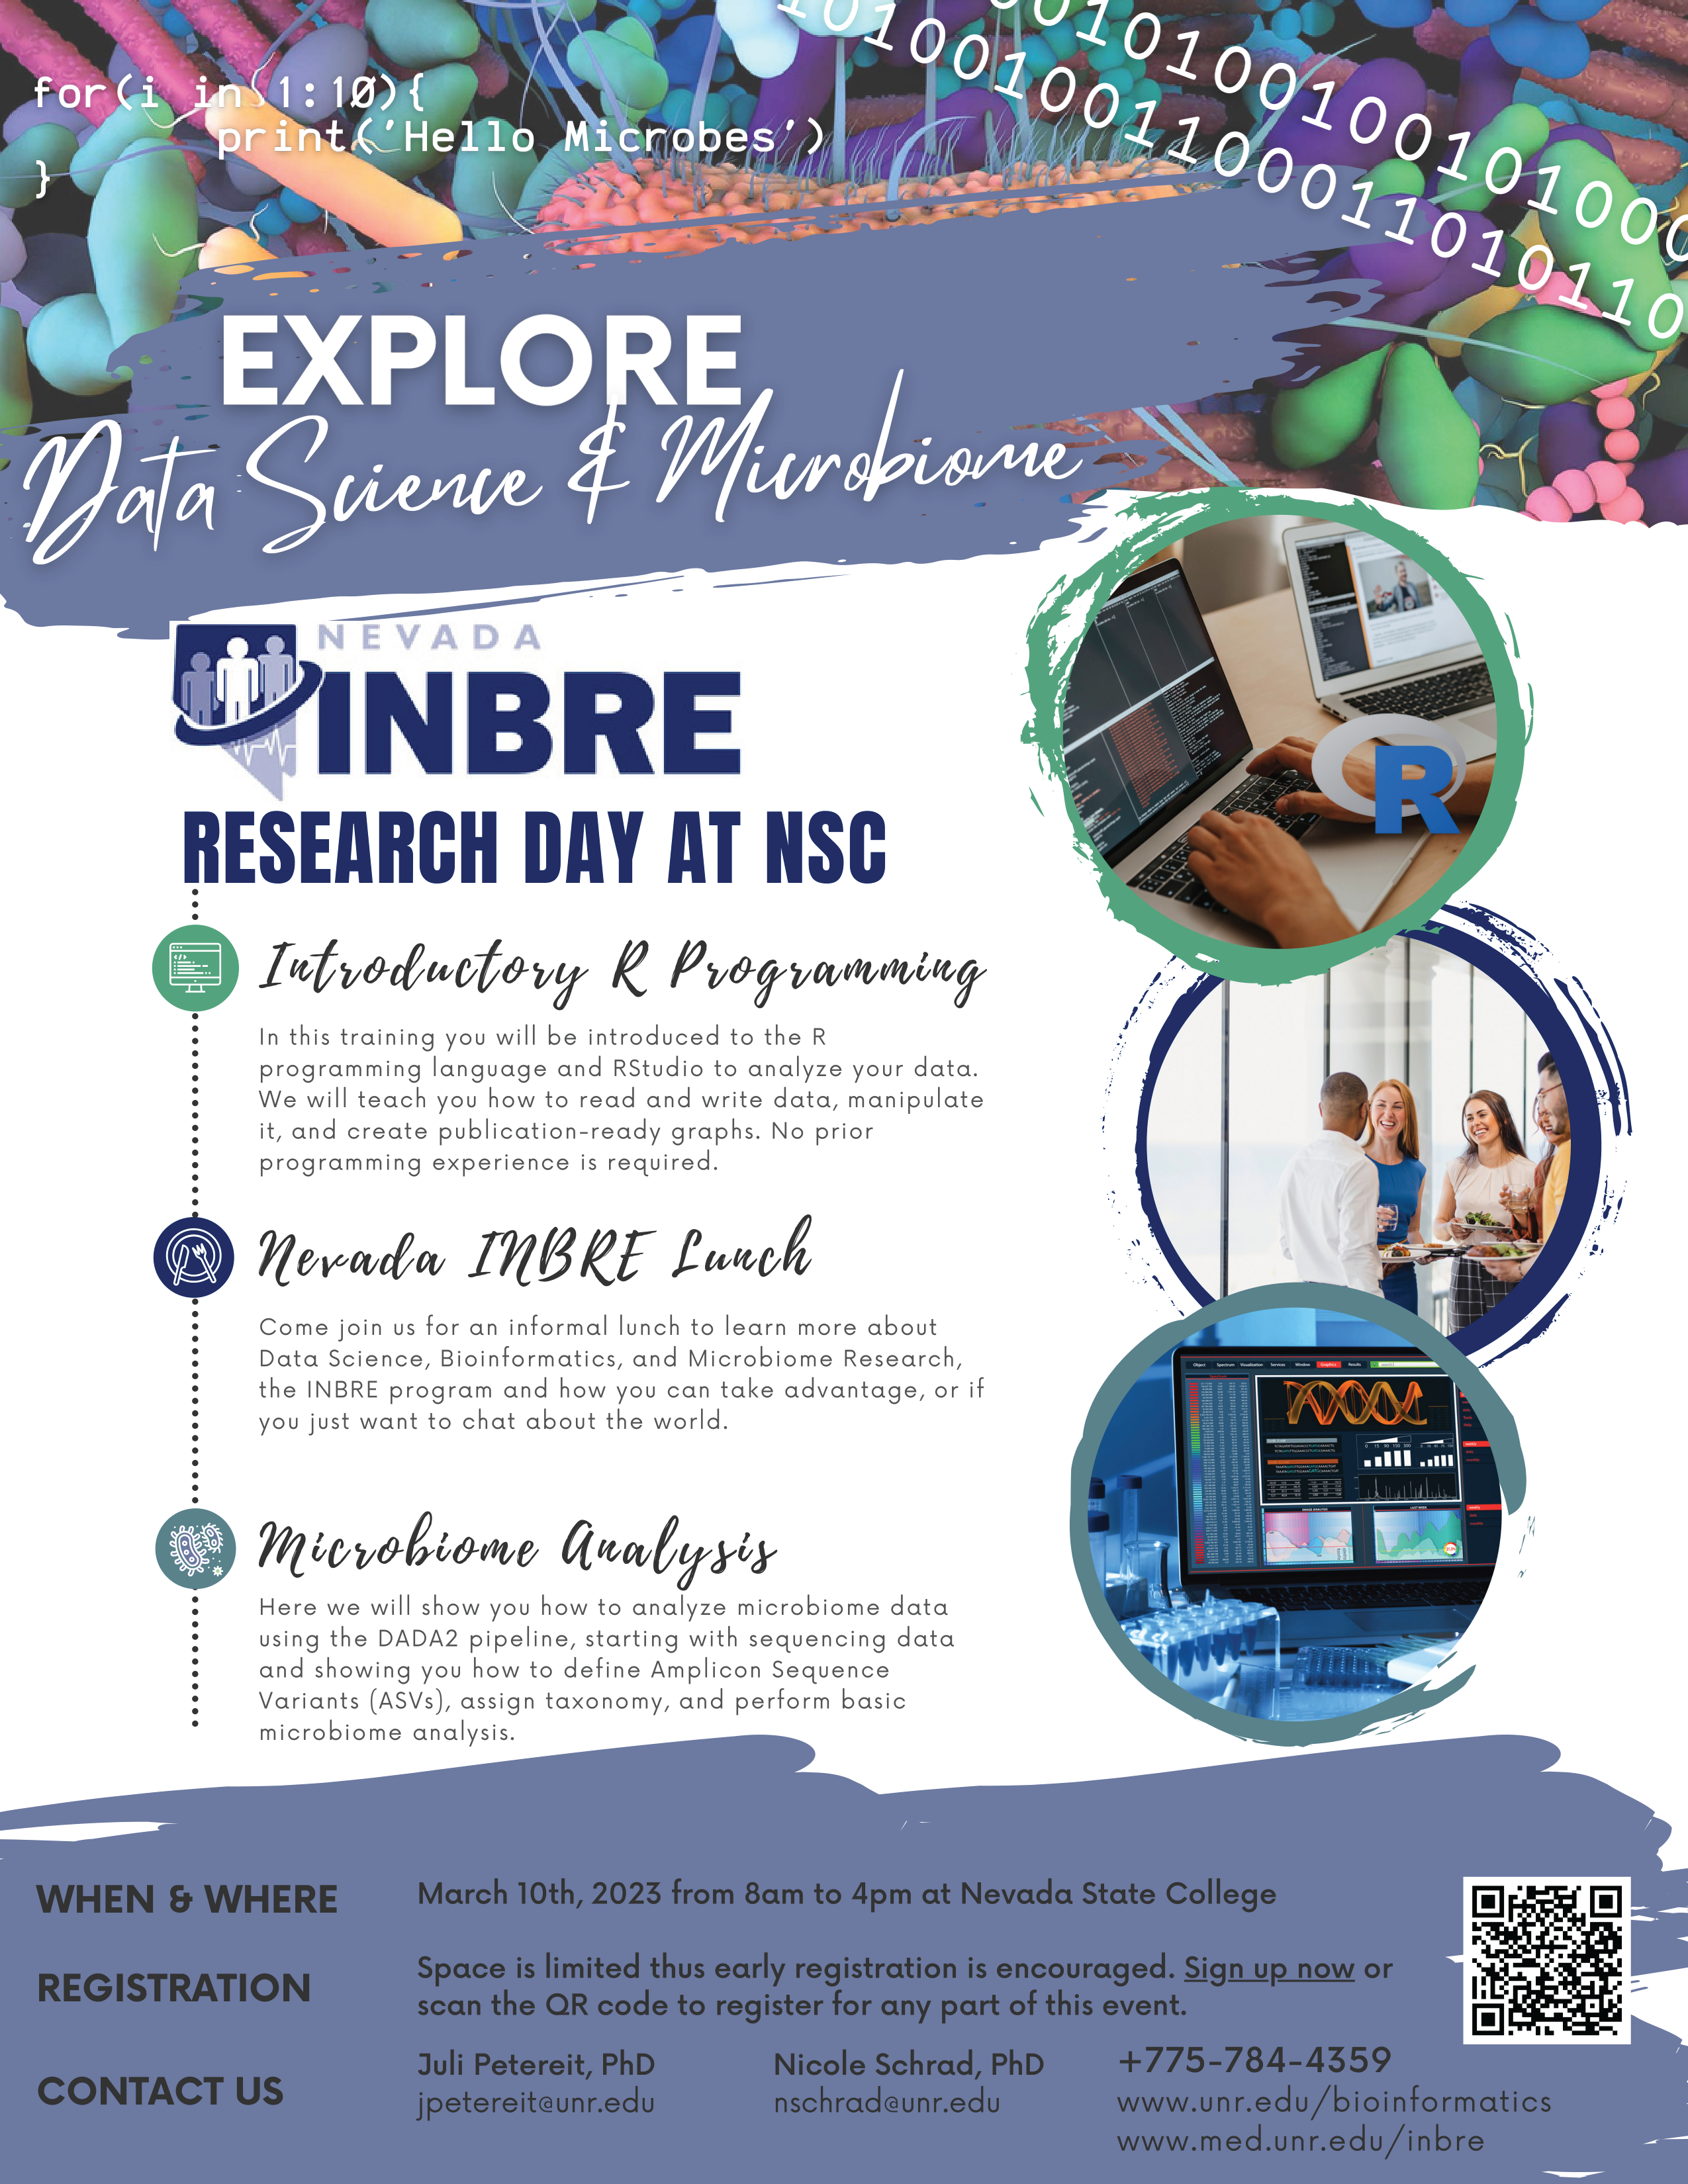 for(i in 1:10){
print('Hello Microbes')
}
EXPLORE
Data Science & Microbiome
NEVADA
INBRE
RESEARCH DAY AT NSC
R
Introductory R Programming
In this training you will be introduced to the R
programming language and RStudio to analyze your data.
We will teach you how to read and write data, manipulate
it, and create publication-ready graphs. No prior
programming experience is required.
Nevada INBRE Lunch
Come join us for an informal lunch to learn more about
Data Science, Bioinformatics, and Microbiome Research,
the INBRE program and how you can take advantage, or if
you just want to chat about the world.
Object Spectrum Visualisation Services Window Graphics Results
Microbiome Analysis
Here we will show you how to analyze microbiome data
using the DADA2 pipeline, starting with sequencing data
and showing you how to define Amplicon Sequence
Variants (ASVs), assign taxonomy, and perform basic
microbiome analysis.
WHEN & WHERE
March 10th, 2023 from 8am to 4pm at Nevada State College
REGISTRATION
Space is limited thus early registration is encouraged. Sign up now or
scan the QR code to register for any part of this event.
CONTACT US
Juli Petereit, PhD
jpetereit@unr.edu
Nicole Schrad, PhD
nschrad@unr.edu
+775-784-4359
www.unr.edu/bioinformatics
www.med.unr.edu/inbre